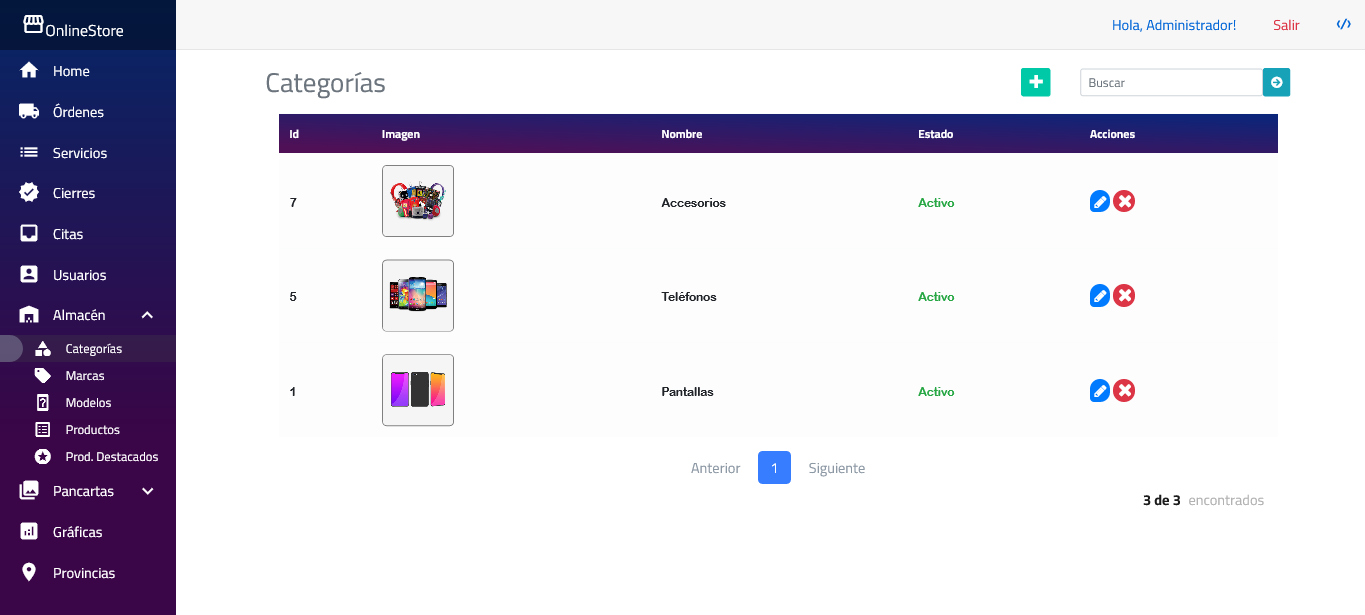 OnlineStore
Hola, Administrador!
Salir
Home
Órdenes
Servicios
Cierres
Citas
Usuarios
Almacén
Categorías
Marcas
Modelos
Productos
Prod. Destacados
Pancartas
Gráficas
Provincias
Categorías
Buscar
Id Imagen Nombre Estado Acciones
7 Accesorios Activo
5 Teléfonos Activo
1 Pantallas Activo
Anterior 1 Siguiente
3 de 3 encontrados